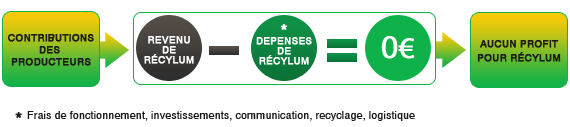 CONTRIBUTIONS
DES
PRODUCTEURS
REVENU
DE
RÉCYLUM
*
DEPENSES
DE
RÉCYLUM
0€
AUCUN PROFIT
POUR RÉCYLUM
* Frais de fonctionnement, investissements, communication, recyclage, logistique